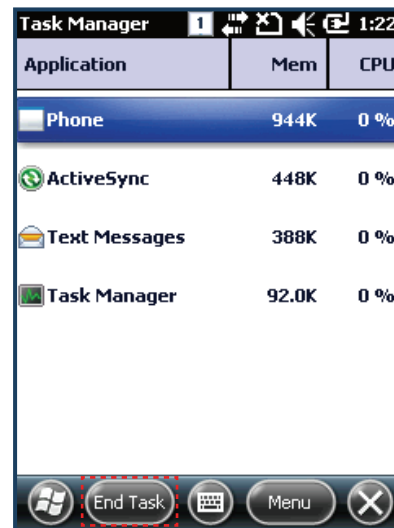 Task Manager 1 1:22
Application Mem CPU
Phone 944K 0 %
ActiveSync 448K 0 %
Text Messages 388K 0 %
Task Manager 92.0K 0 %
End Task Menu